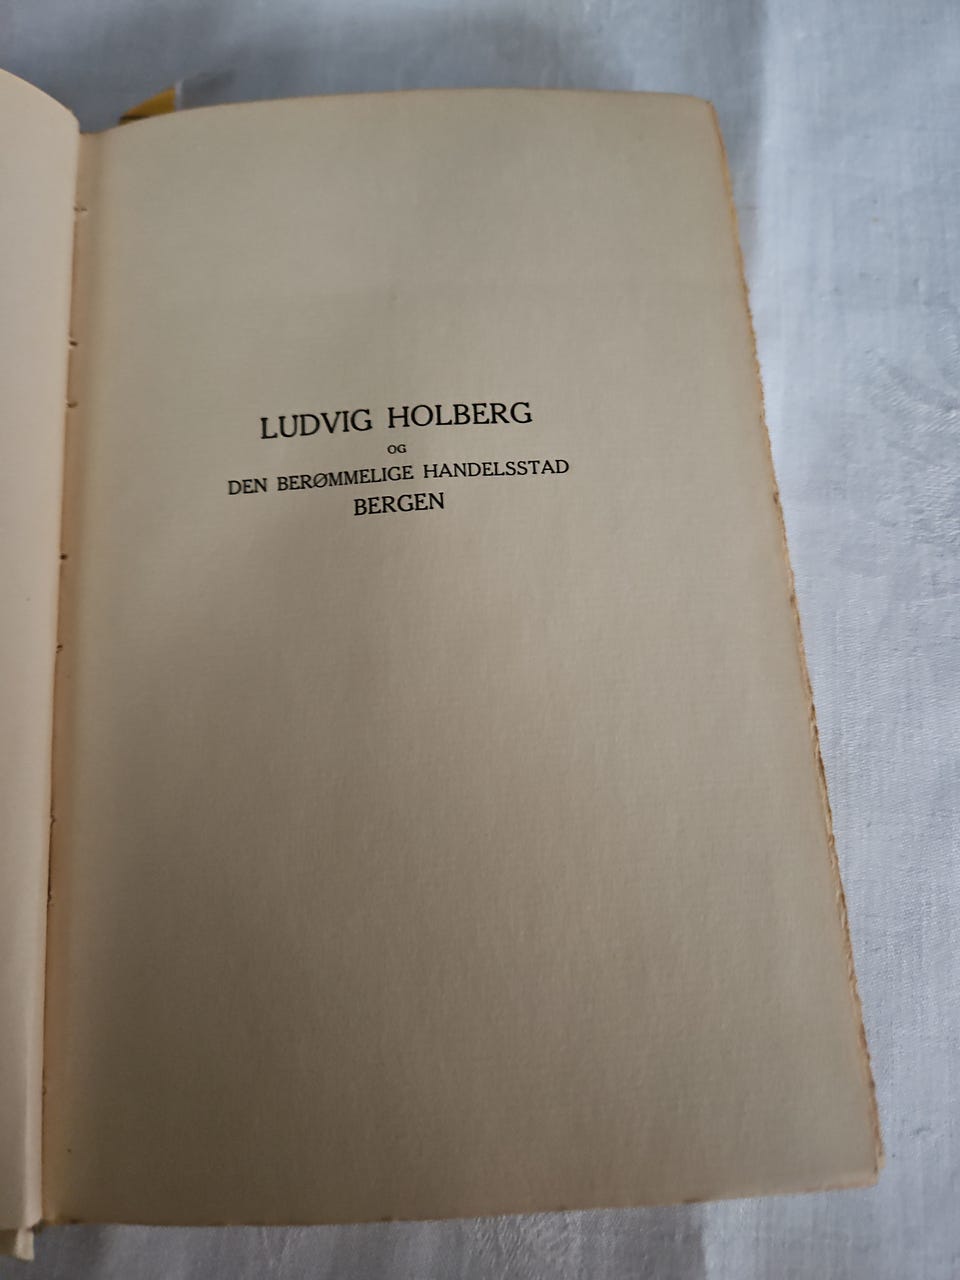 LUDVIG HOLBERG
OG
DEN BERØMMELIGE HANDELSSTAD
BERGEN